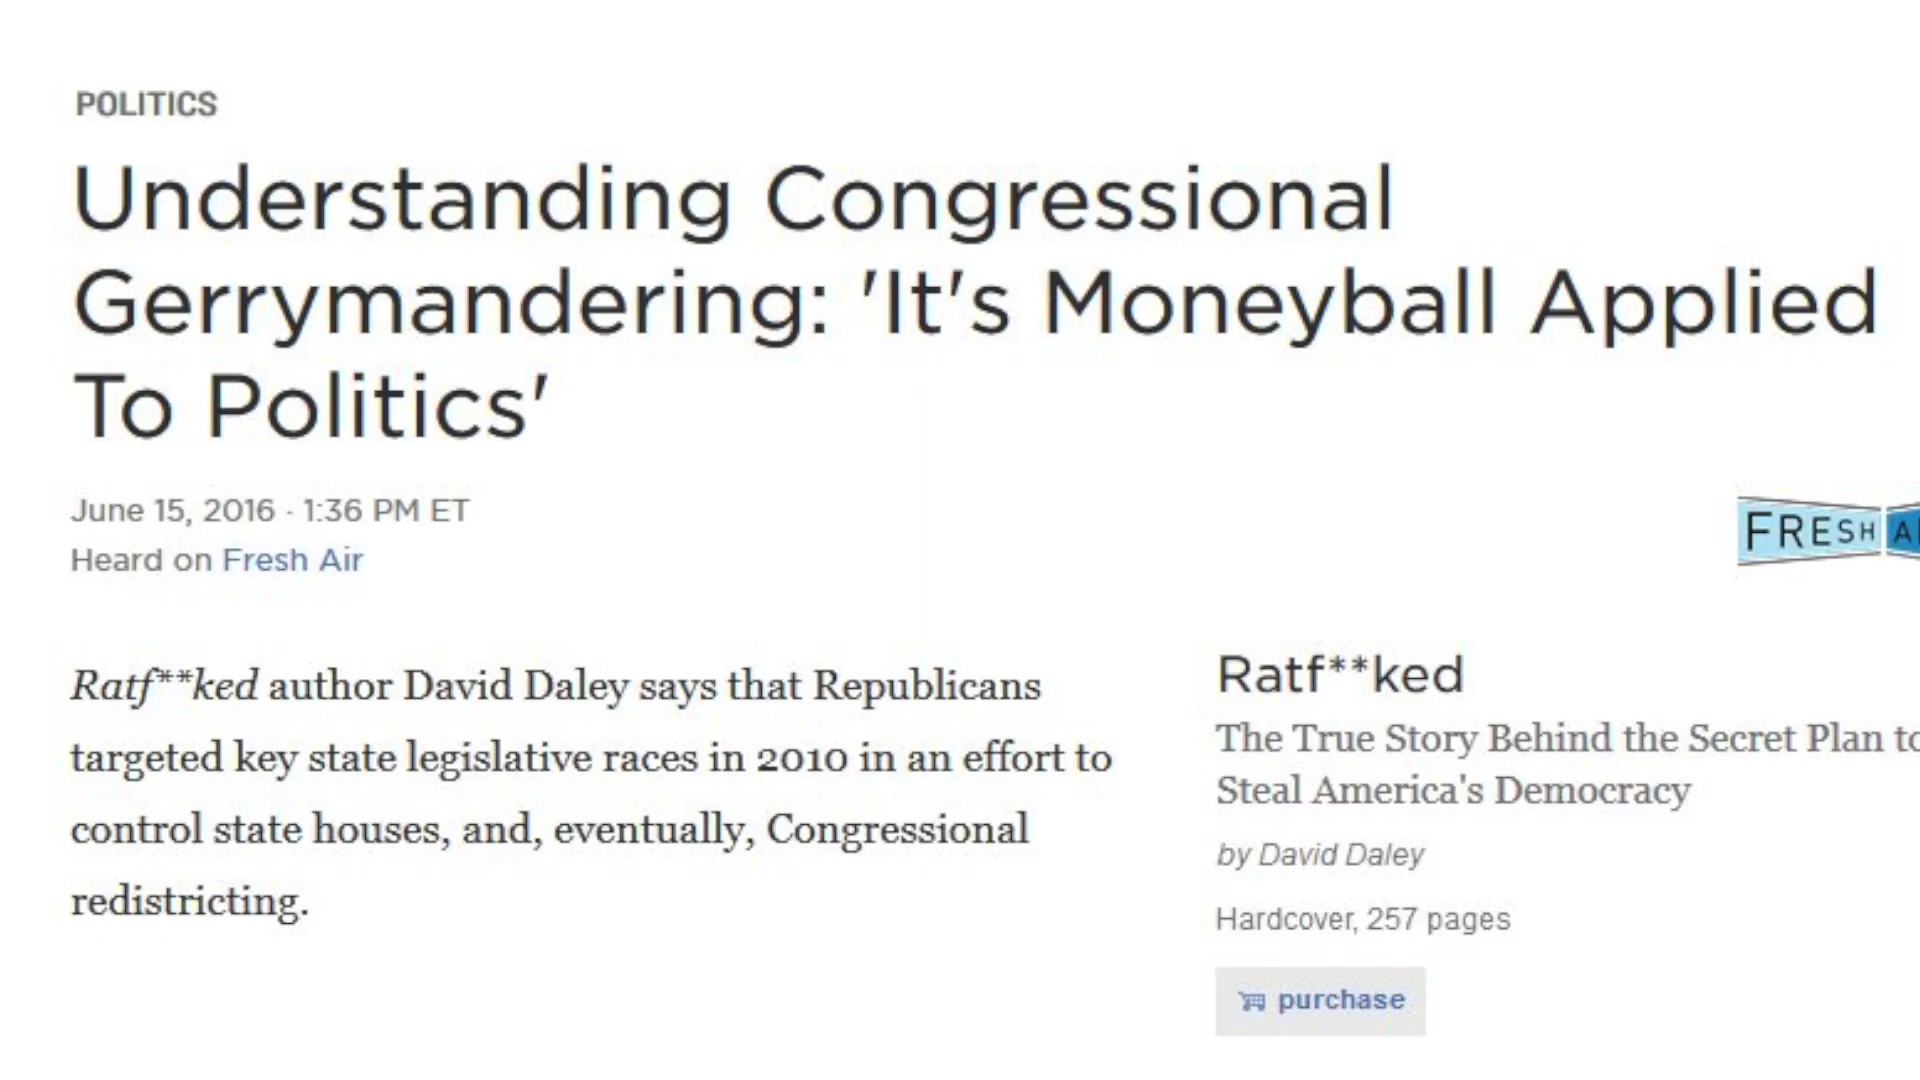 POLITICS
Understanding Congressional
Gerrymandering: 'It's Moneyball Applied
To Politics'
June 15, 2016 · 1:36 PM ET
Heard on Fresh Air
FRESH A
Ratf**ked author David Daley says that Republicans
targeted key state legislative races in 2010 in an effort to
control state houses, and, eventually, Congressional
redistricting.
Ratf**ked
The True Story Behind the Secret Plan to
Steal America's Democracy
by David Daley
Hardcover, 257 pages
purchase